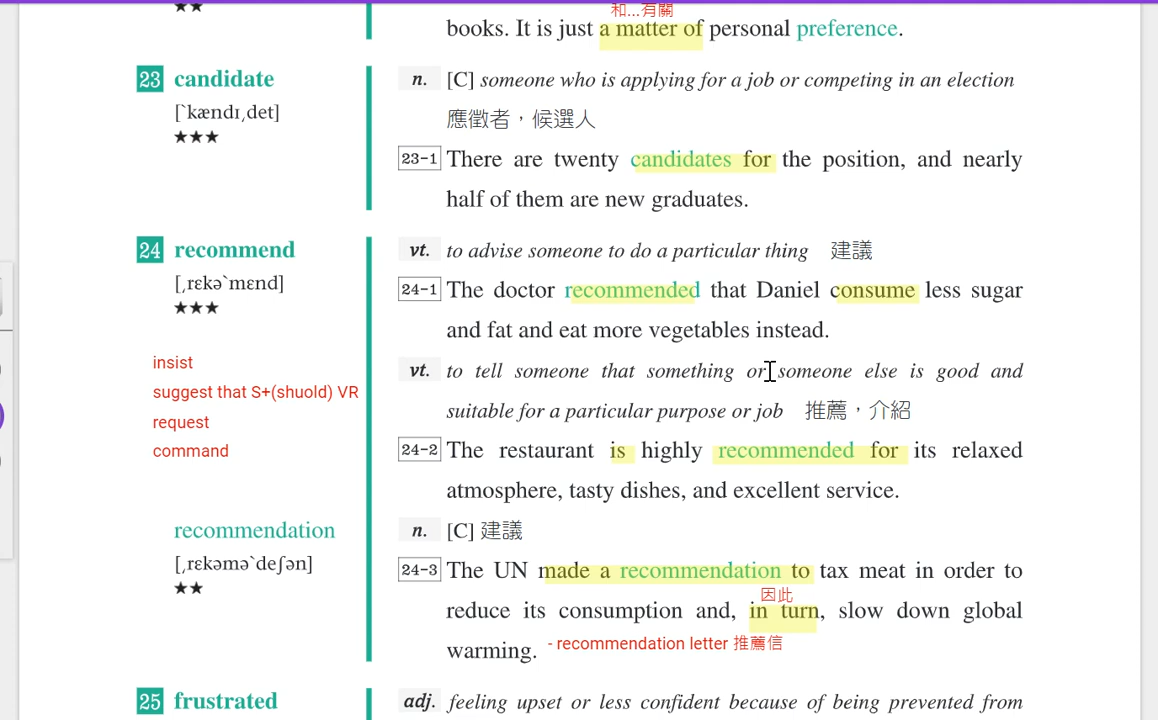 ★★
和...有關
books. It is just a matter of personal preference.
23 candidate
[ˋkændɪ͵det]
★★★
n. [C] someone who is applying for a job or competing in an election
應徵者，候選人
23-1 There are twenty candidates for the position, and nearly
half of them are new graduates.
24 recommend
[͵rɛkəˋmɛnd]
★★★
vt. to advise someone to do a particular thing 建議
24-1 The doctor recommended that Daniel consume less sugar
and fat and eat more vegetables instead.
insist
suggest that S+(shuold) VR
request
command
vt. to tell someone that something or someone else is good and
suitable for a particular purpose or job 推薦，介紹
24-2 The restaurant is highly recommended for its relaxed
atmosphere, tasty dishes, and excellent service.
recommendation
[͵rɛkəməˋdeʃən]
★★
n. [C] 建議
24-3 The UN made a recommendation to tax meat in order to
因此
reduce its consumption and, in turn, slow down global
warming. - recommendation letter 推薦信
25 frustrated
adj. feeling upset or less confident because of being prevented from